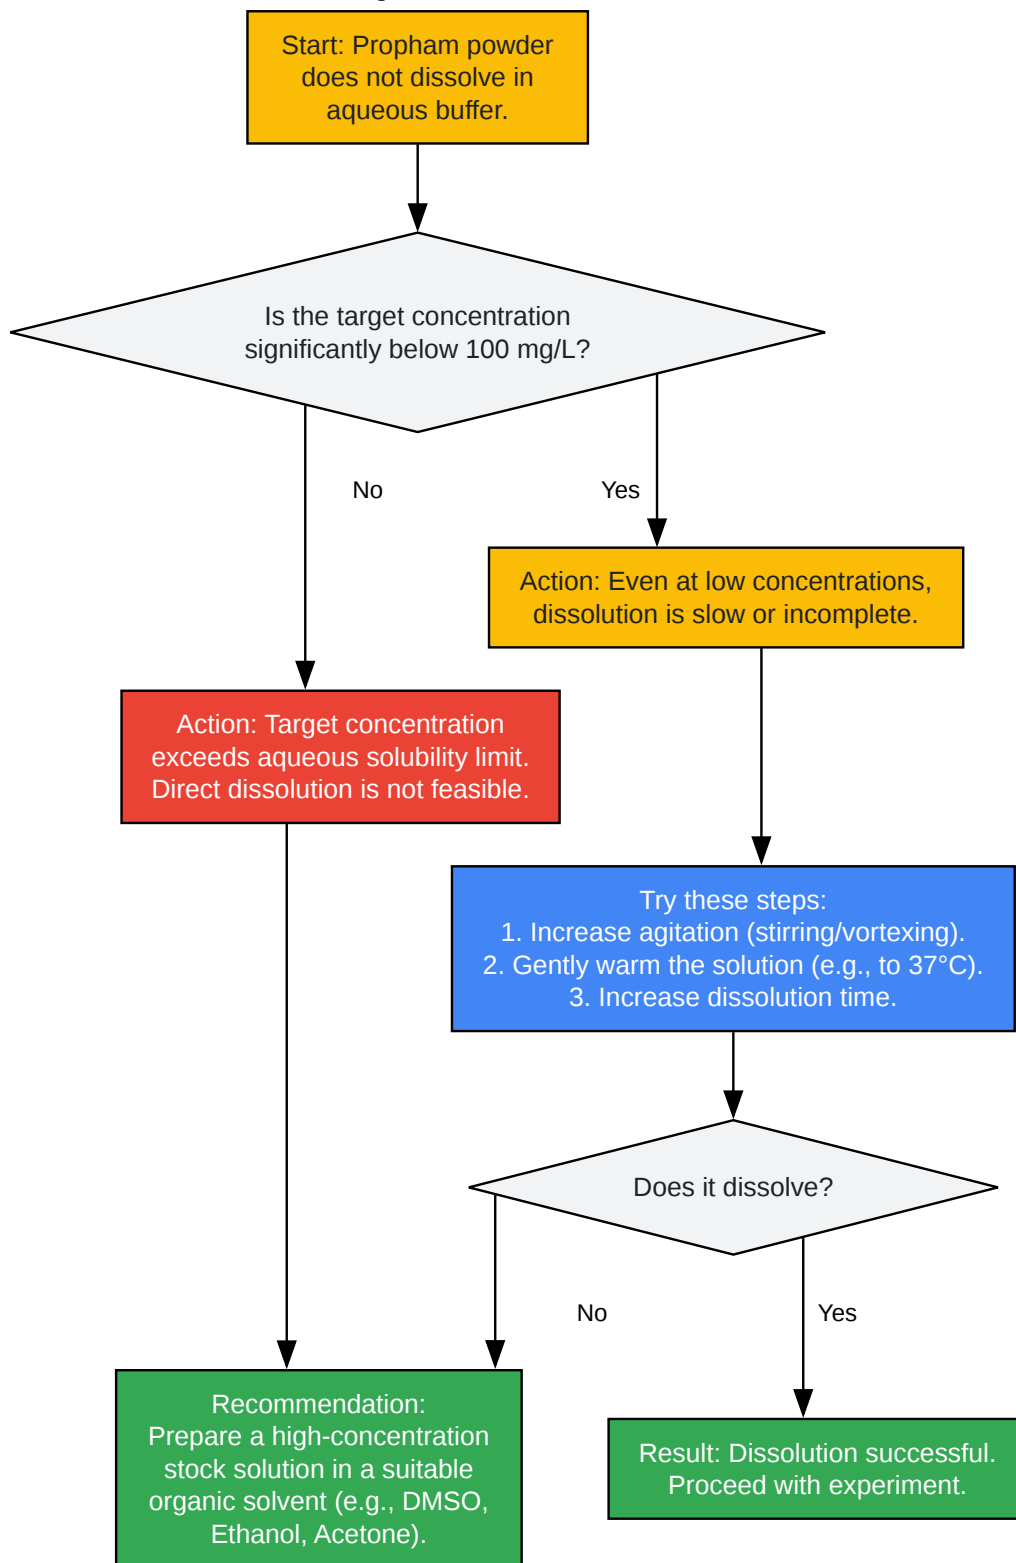 Start: Propham powder
does not dissolve in
aqueous buffer.
Is the target concentration
significantly below 100 mg/L?
No
Yes
Action: Even at low concentrations,
dissolution is slow or incomplete.
Action: Target concentration
exceeds aqueous solubility limit.
Direct dissolution is not feasible.
Try these steps:
1. Increase agitation (stirring/vortexing).
2. Gently warm the solution (e.g., to 37°C).
3. Increase dissolution time.
Does it dissolve?
No
Yes
Recommendation:
Prepare a high-concentration
stock solution in a suitable
organic solvent (e.g., DMSO,
Ethanol, Acetone).
Result: Dissolution successful.
Proceed with experiment.